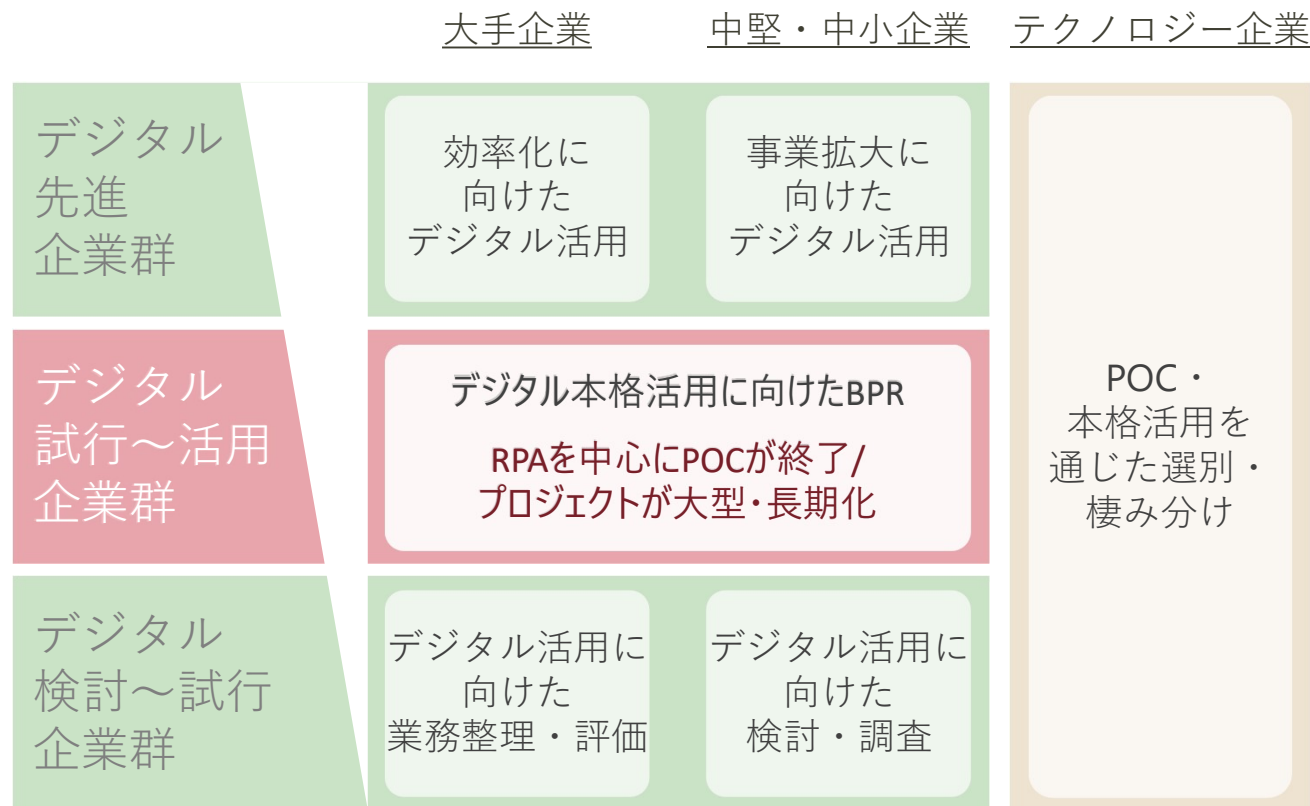 大手企業
中堅・中小企業
テクノロジー企業
デジタル
先進
企業群
効率化に
向けた
デジタル活用
事業拡大に
向けた
デジタル活用
デジタル
試行～活用
企業群
デジタル本格活用に向けたBPR
RPAを中心にPOCが終了/
プロジェクトが大型・長期化
デジタル
検討～試行
企業群
デジタル活用に
向けた
業務整理・評価
デジタル活用に
向けた
検討・調査
POC・
本格活用を
通じた選別・
棲み分け